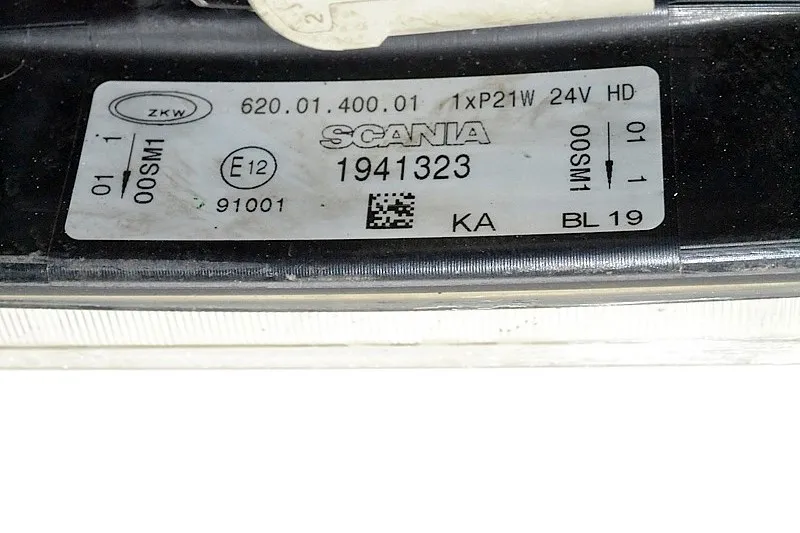 ZKW 620.01.400.01 1xP21W 24V HD
SCANIA
01 1
00SM1
E12
91001
1941323
KA
BL 19
01 1
00SM1